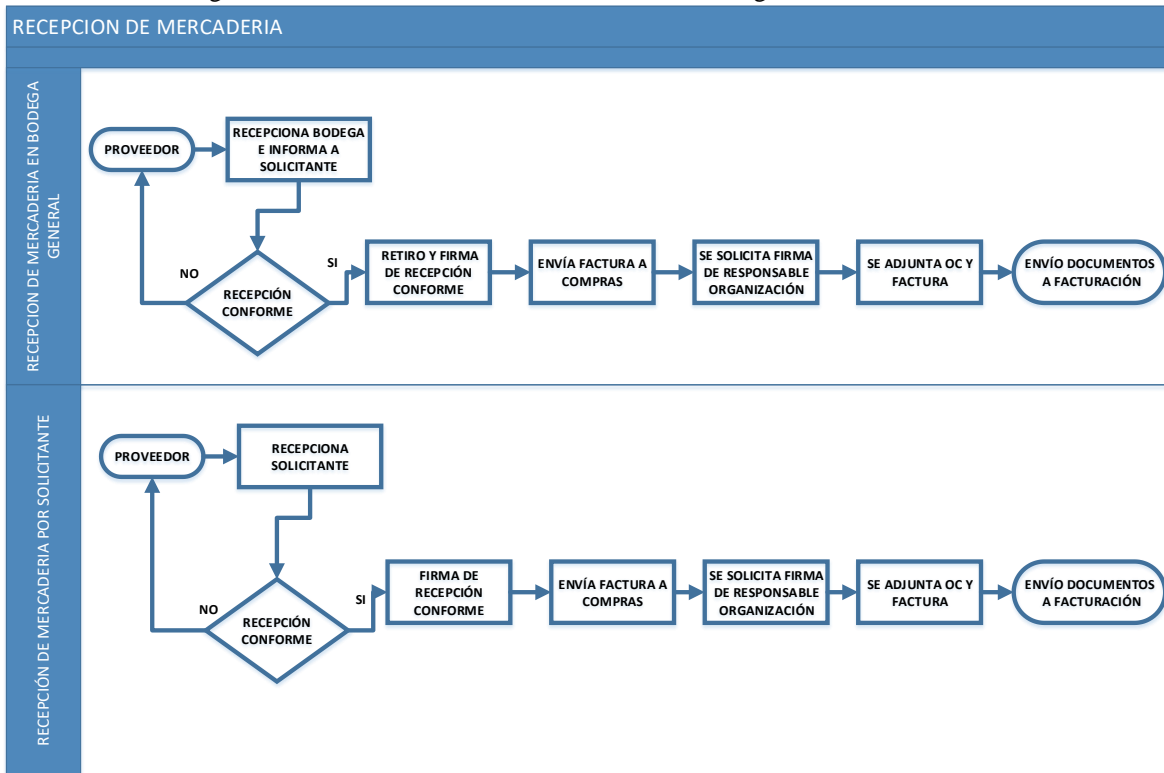 RECEPCION DE MERCADERIA
RECEPCION DE MERCADERIA EN BODEGA
GENERAL
PROVEEDOR
RECEPCIONA BODEGA
E INFORMA A
SOLICITANTE
NO
RECEPCIÓN
CONFORME
SI
RETIRO Y FIRMA
DE RECEPCIÓN
CONFORME
ENVÍA FACTURA A
COMPRAS
SE SOLICITA FIRMA
DE RESPONSABLE
ORGANIZACIÓN
SE ADJUNTA OC Y
FACTURA
ENVÍO DOCUMENTOS
A FACTURACIÓN
RECEPCIÓN DE MERCADERIA POR SOLICITANTE
PROVEEDOR
RECEPCIONA
SOLICITANTE
NO
RECEPCIÓN
CONFORME
SI
FIRMA DE
RECEPCIÓN
CONFORME
ENVÍA FACTURA A
COMPRAS
SE SOLICITA FIRMA
DE RESPONSABLE
ORGANIZACIÓN
SE ADJUNTA OC Y
FACTURA
ENVÍO DOCUMENTOS
A FACTURACIÓN